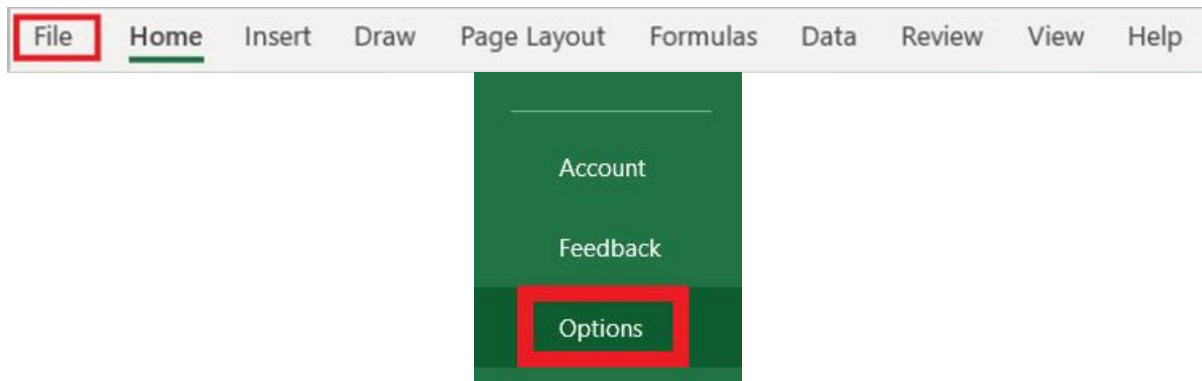 File Home Insert Draw Page Layout Formulas Data Review View Help
Account
Feedback
Options